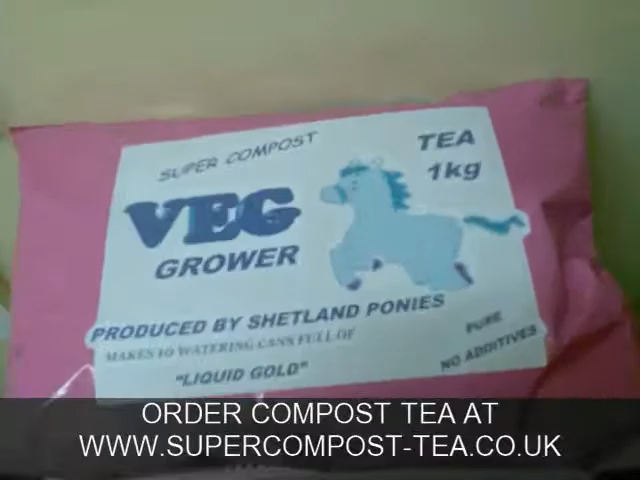 SUPER COMPOST
TEA
1kg
VEG
GROWER
PRODUCED BY SHETLAND PONIES
MAKES 10 WATERING CANS FULL OF
"LIQUID GOLD"
PURE
NO ADDITIVES
ORDER COMPOST TEA AT
WWW.SUPERCOMPOST-TEA.CO.UK